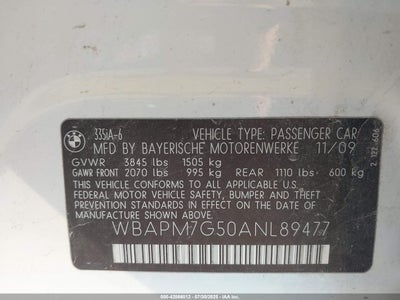 335iA-6
VEHICLE TYPE: PASSENGER CAR
MFD BY BAYERISCHE MOTORENWERKE 11/09
GVWR 3845 lbs 1505 kg
GAWR FRONT 2070 lbs 995 kg REAR 1110 lbs 600 kg
THIS VEHICLE CONFORMS TO ALL APPLICABLE U.S.
FEDERAL MOTOR VEHICLE SAFETY, BUMPER, AND THEFT
PREVENTION STANDARDS IN EFFECT ON THE DATE OF
MANUFACTURE SHOWN ABOVE.
WBAPM7G50ANL89477